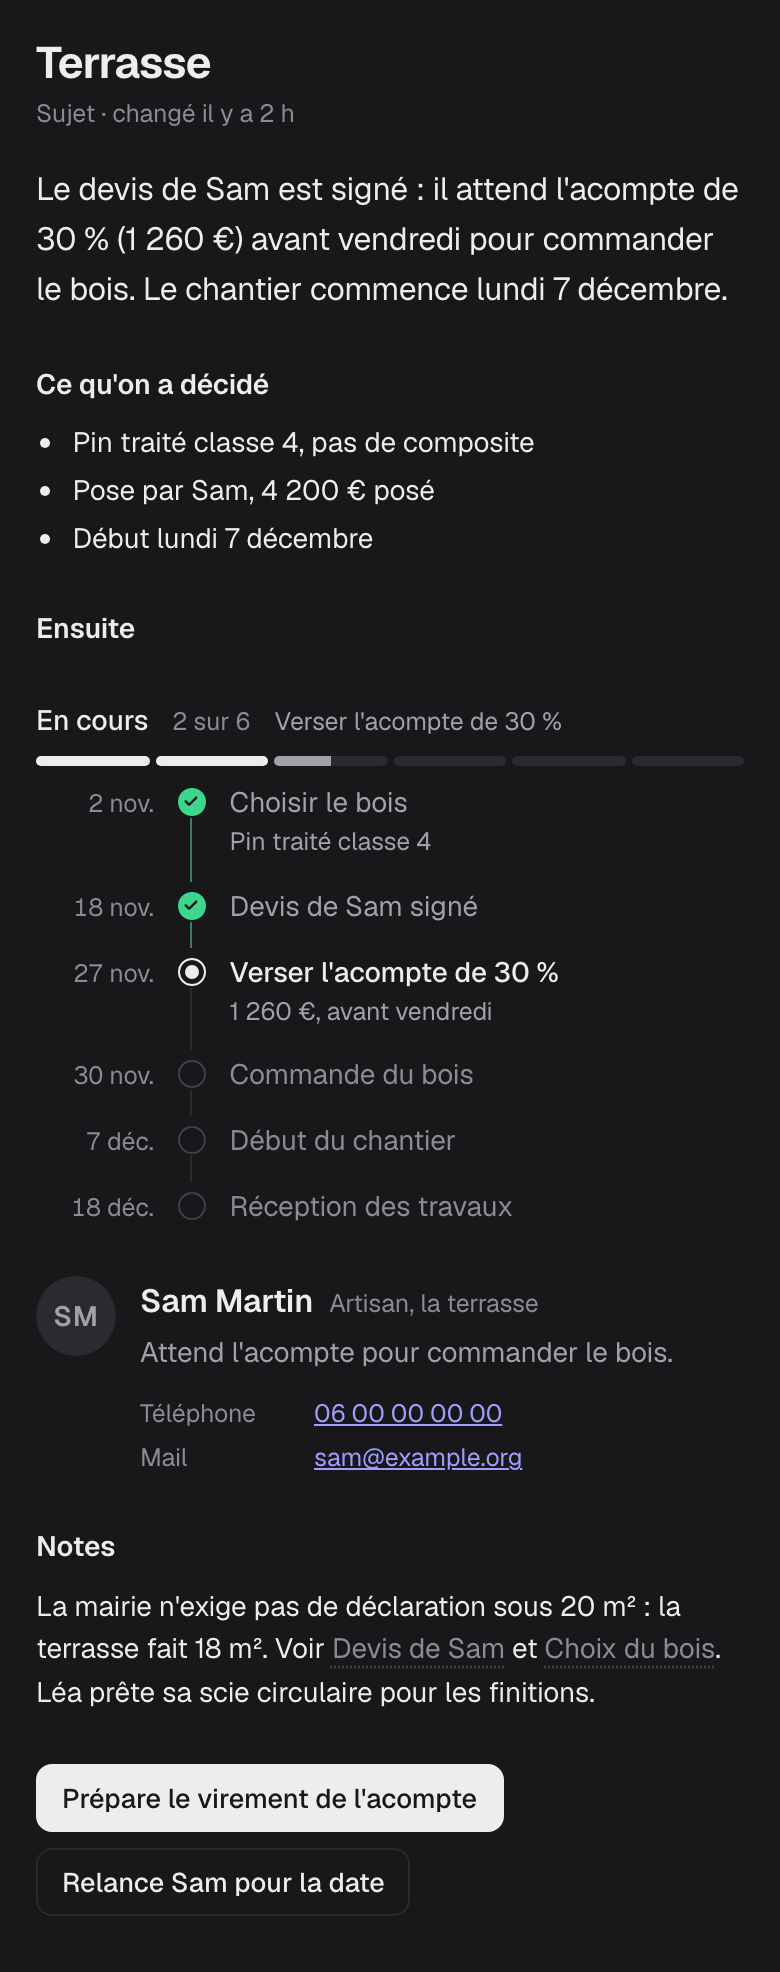 Terrasse
Sujet · changé il y a 2 h
Le devis de Sam est signé : il attend l'acompte de
30 % (1 260 €) avant vendredi pour commander
le bois. Le chantier commence lundi 7 décembre.
Ce qu'on a décidé
• Pin traité classe 4, pas de composite
• Pose par Sam, 4 200 € posé
• Début lundi 7 décembre
Ensuite
En cours 2 sur 6 Verser l'acompte de 30 %
2 nov. Choisir le bois
Pin traité classe 4
18 nov. Devis de Sam signé
27 nov. Verser l'acompte de 30 %
1 260 €, avant vendredi
30 nov. Commande du bois
7 déc. Début du chantier
18 déc. Réception des travaux
SM Sam Martin Artisan, la terrasse
Attend l'acompte pour commander le bois.
Téléphone 06 00 00 00 00
Mail sam@example.org
Notes
La mairie n'exige pas de déclaration sous 20 m² : la
terrasse fait 18 m². Voir Devis de Sam et Choix du bois.
Léa prête sa scie circulaire pour les finitions.
Prépare le virement de l'acompte
Relance Sam pour la date